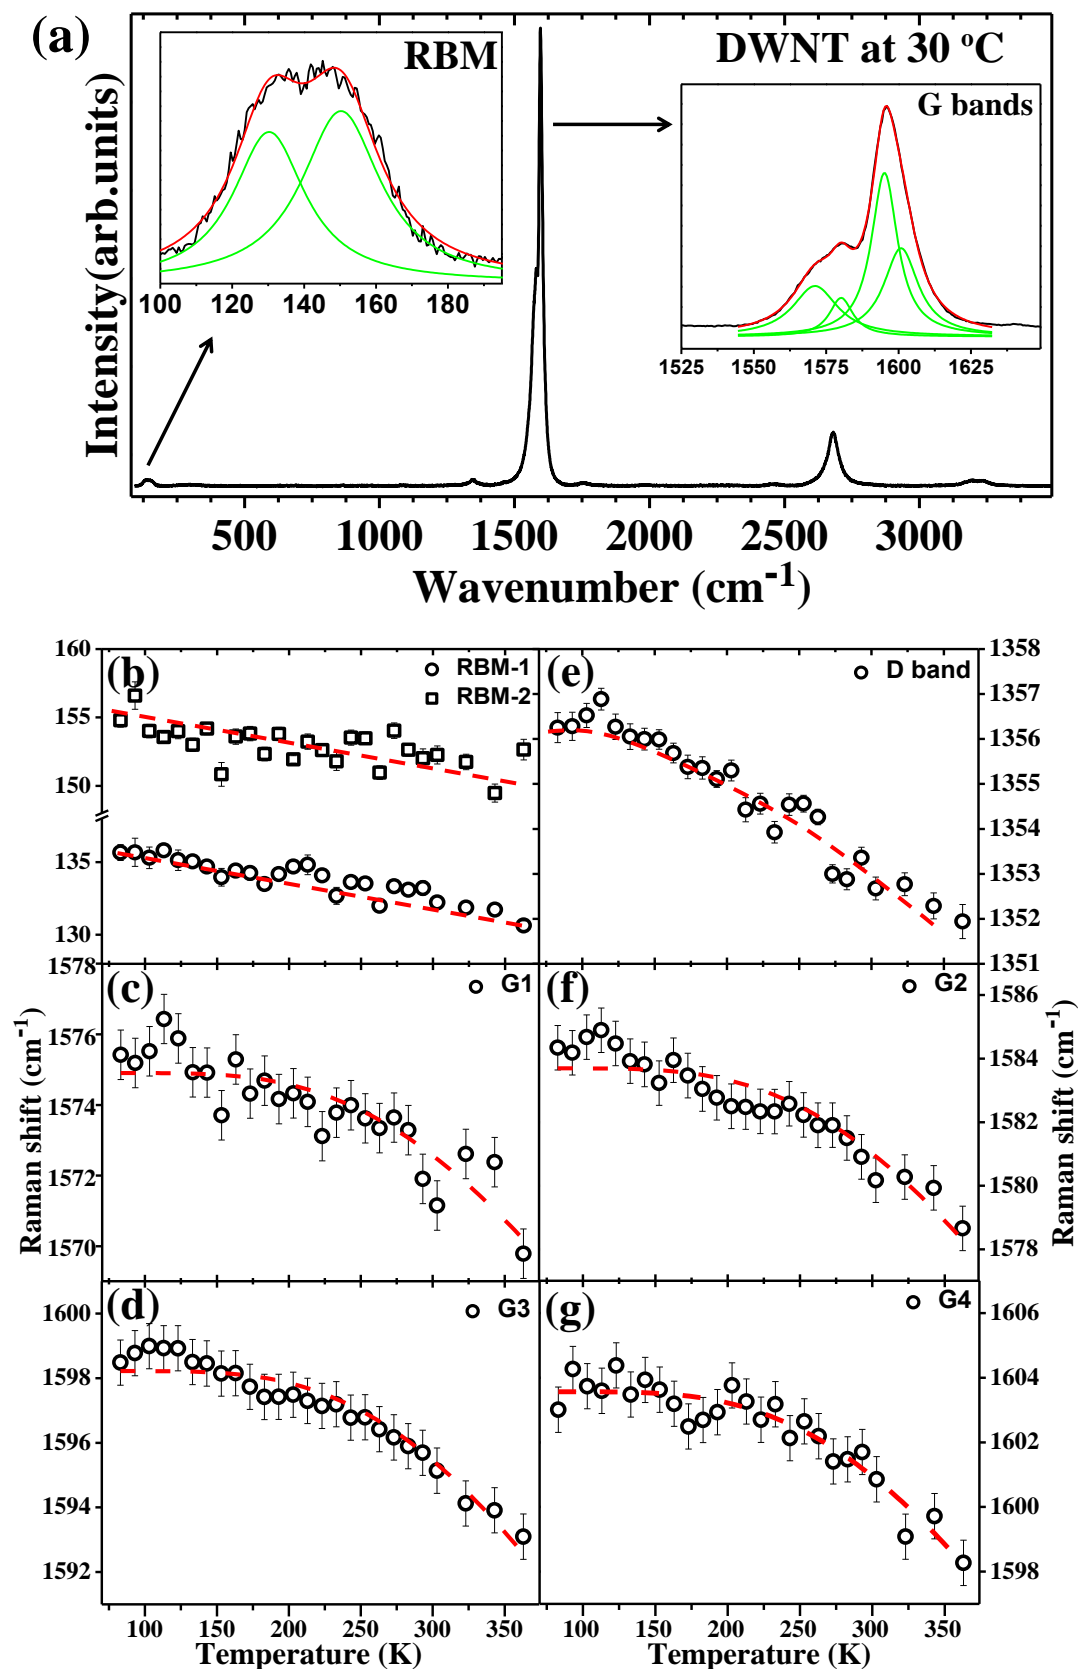 (a)
RBM
DWNT at 30 °C
G bands
Intensity(arb.units)
100 120 140 160 180
1525 1550 1575 1600 1625
500 1000 1500 2000 2500 3000
Wavenumber (cm⁻¹)
(b)
RBM-1
RBM-2
160
155
150
135
130
(e)
D band
1358
1357
1356
1355
1354
1353
1352
1351
(c)
G1
1578
1576
1574
1572
1570
Raman shift (cm⁻¹)
(f)
G2
1586
1584
1582
1580
1578
Raman shift (cm⁻¹)
(d)
G3
1600
1598
1596
1594
1592
100 150 200 250 300 350
Temperature (K)
(g)
G4
1606
1604
1602
1600
1598
100 150 200 250 300 350
Temperature (K)